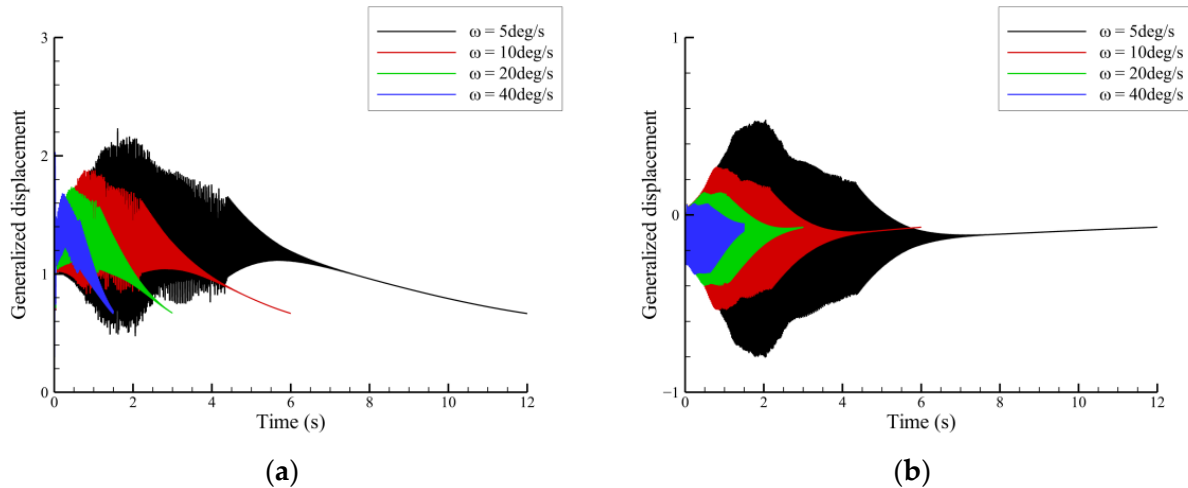 ω = 5deg/s
ω = 10deg/s
ω = 20deg/s
ω = 40deg/s
3
2
1
0
Generalized displacement
0 2 4 6 8 10 12
Time (s)
(a)
ω = 5deg/s
ω = 10deg/s
ω = 20deg/s
ω = 40deg/s
1
0
−1
Generalized displacement
0 2 4 6 8 10 12
Time (s)
(b)